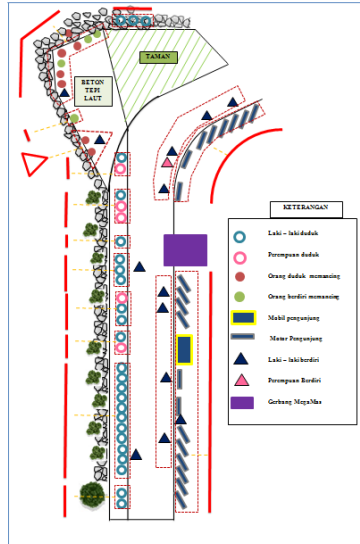 TAMAN
BETON
TEPI
LAUT
KETERANGAN
Laki – laki duduk
Perempuan duduk
Orang duduk memancing
Orang berdiri memancing
Mobil pengunjung
Motor Pengunjung
Laki – laki berdiri
Perempuan Berdiri
Gerbang MegaMas